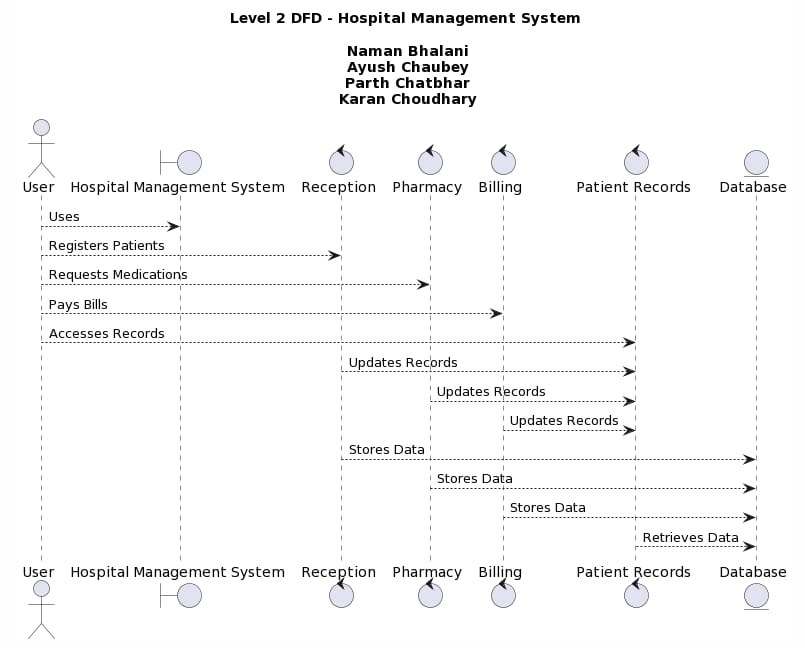 Level 2 DFD - Hospital Management System
Naman Bhalani
Ayush Chaubey
Parth Chatbhar
Karan Choudhary
User Hospital Management System Reception Pharmacy Billing Patient Records Database
Uses
Registers Patients
Requests Medications
Pays Bills
Accesses Records
Updates Records
Updates Records
Updates Records
Stores Data
Stores Data
Stores Data
Retrieves Data
User Hospital Management System Reception Pharmacy Billing Patient Records Database